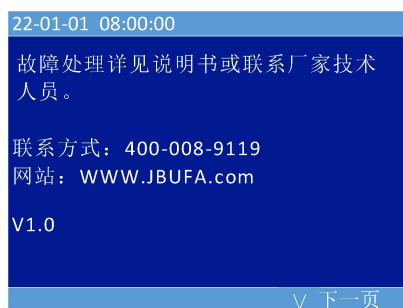 22-01-01 08:00:00
故障处理详见说明书或联系厂家技术
人员。
联系方式：400-008-9119
网站：WWW.JBUFA.com
V1.0
∨ 下一页